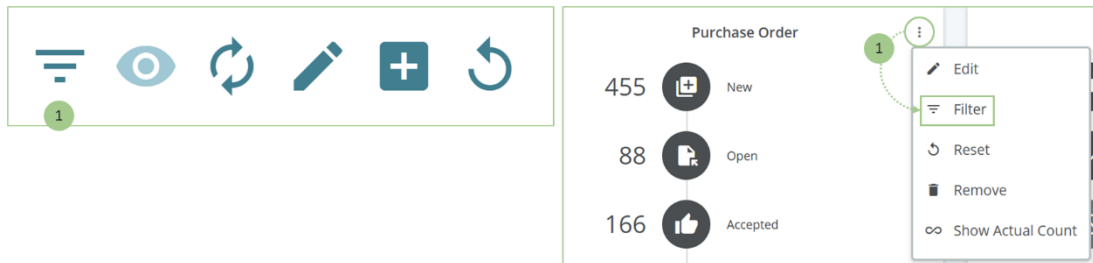 1
Purchase Order
1
455 New
88 Open
166 Accepted
Edit
Filter
Reset
Remove
Show Actual Count